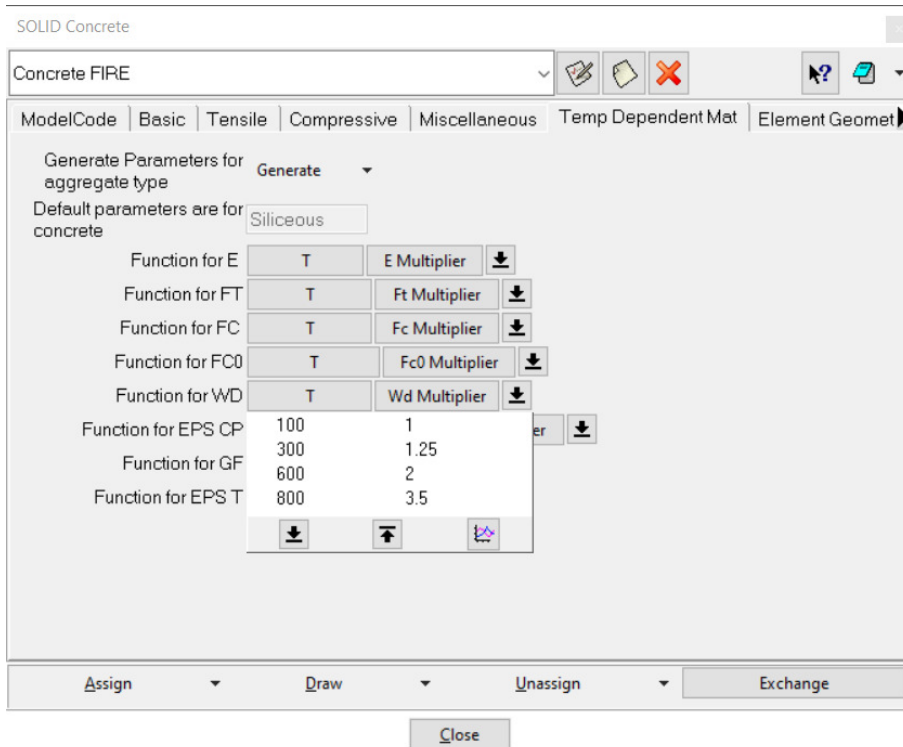 SOLID Concrete
Concrete FIRE
ModelCode Basic Tensile Compressive Miscellaneous Temp Dependent Mat Element Geomet
Generate Parameters for aggregate type Generate
Default parameters are for concrete Siliceous
Function for E T E Multiplier
Function for FT T Ft Multiplier
Function for FC T Fc Multiplier
Function for FC0 T Fc0 Multiplier
Function for WD T Wd Multiplier
Function for EPS CP er
Function for GF
Function for EPS T
100 1
300 1.25
600 2
800 3.5
Assign Draw Unassign Exchange
Close